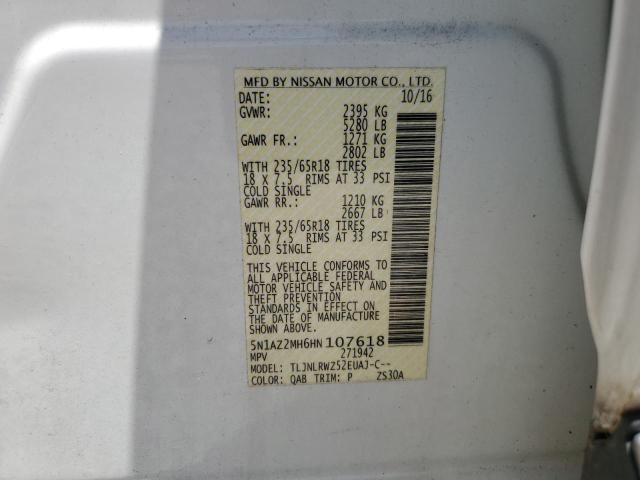 MFD BY NISSAN MOTOR CO., LTD.
DATE: 10/16
GVWR: 2395 KG
5280 LB
GAWR FR.: 1271 KG
2802 LB
WITH 235/65R18 TIRES
18 X 7.5 RIMS AT 33 PSI
COLD SINGLE
GAWR RR.: 1210 KG
2667 LB
WITH 235/65R18 TIRES
18 X 7.5 RIMS AT 33 PSI
COLD SINGLE
THIS VEHICLE CONFORMS TO
ALL APPLICABLE FEDERAL
MOTOR VEHICLE SAFETY AND
THEFT PREVENTION
STANDARDS IN EFFECT ON
THE DATE OF MANUFACTURE
SHOWN ABOVE.
5N1AZ2MH6HN 107618
MPV 271942
MODEL: TLJNLRWZ52EUAJ-C--
COLOR: QAB TRIM: P ZS30A